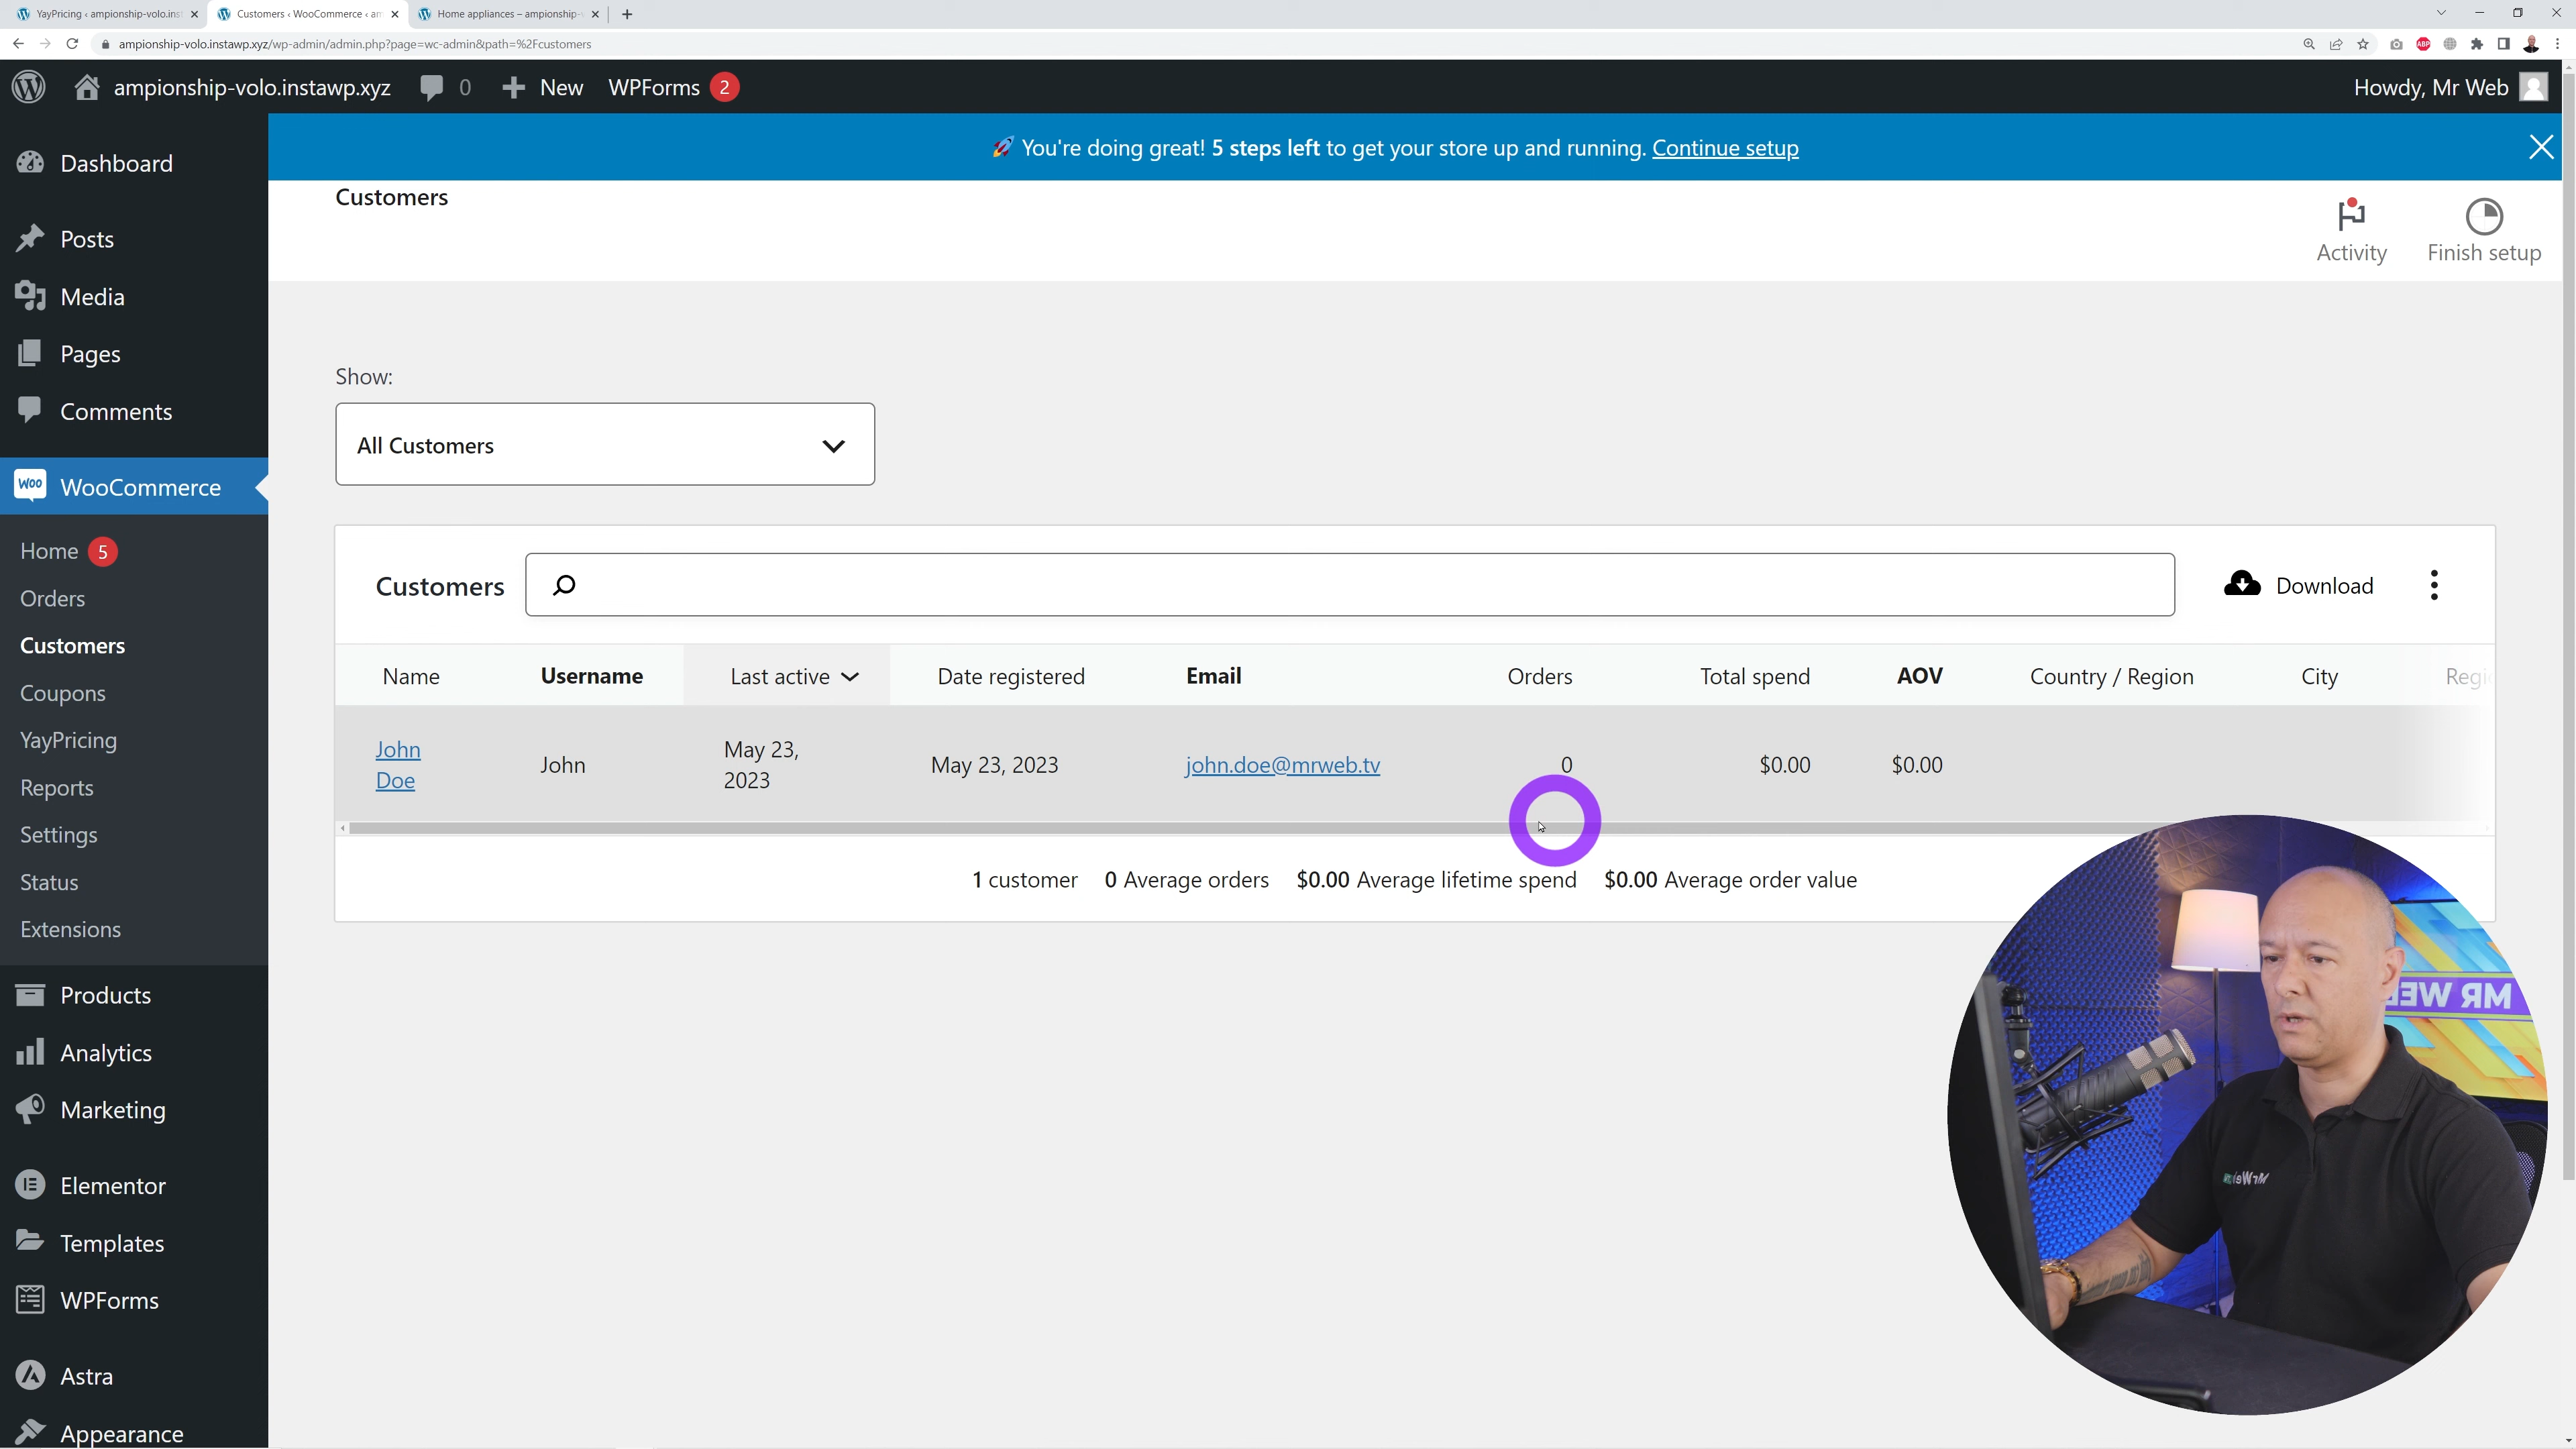 YayPricing ‹ ampionship-volo.inst
Customers ‹ WooCommerce ‹ am
Home appliances – ampionship-
ampionship-volo.instawp.xyz/wp-admin/admin.php?page=wc-admin&path=%2Fcustomers
ABP
ampionship-volo.instawp.xyz
0
New
WPForms 2
Howdy, Mr Web
🚀 You're doing great! 5 steps left to get your store up and running. Continue setup
Dashboard
Posts
Media
Pages
Comments
Woo WooCommerce
Home 5
Orders
Customers
Coupons
YayPricing
Reports
Settings
Status
Extensions
Products
Analytics
Marketing
Elementor
Templates
WPForms
Astra
Appearance
Customers
Activity
Finish setup
Show:
All Customers
Customers
Download
Name Username Last active Date registered Email Orders Total spend AOV Country / Region City Regi
John Doe John May 23, 2023 May 23, 2023 john.doe@mrweb.tv 0 $0.00 $0.00
1 customer 0 Average orders $0.00 Average lifetime spend $0.00 Average order value
MR WEB
MrWeb